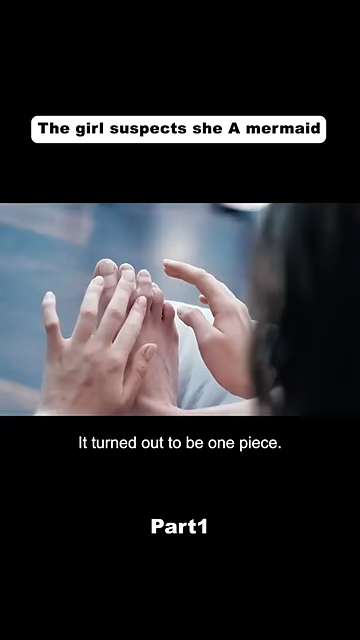 The girl suspects she A mermaid
It turned out to be one piece.
Part1